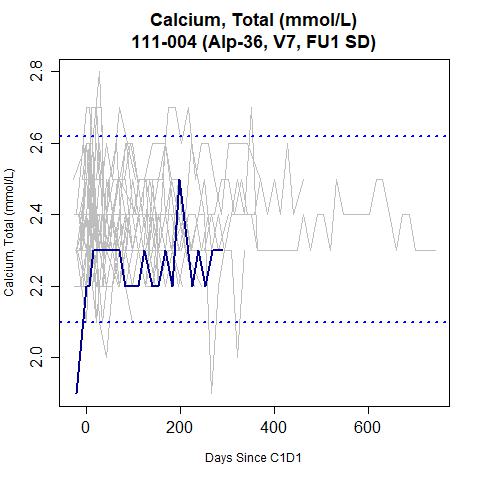 Calcium, Total (mmol/L)
111-004 (Alp-36, V7, FU1 SD)
2.8
2.6
2.4
2.2
2.0
Calcium, Total (mmol/L)
0 200 400 600
Days Since C1D1